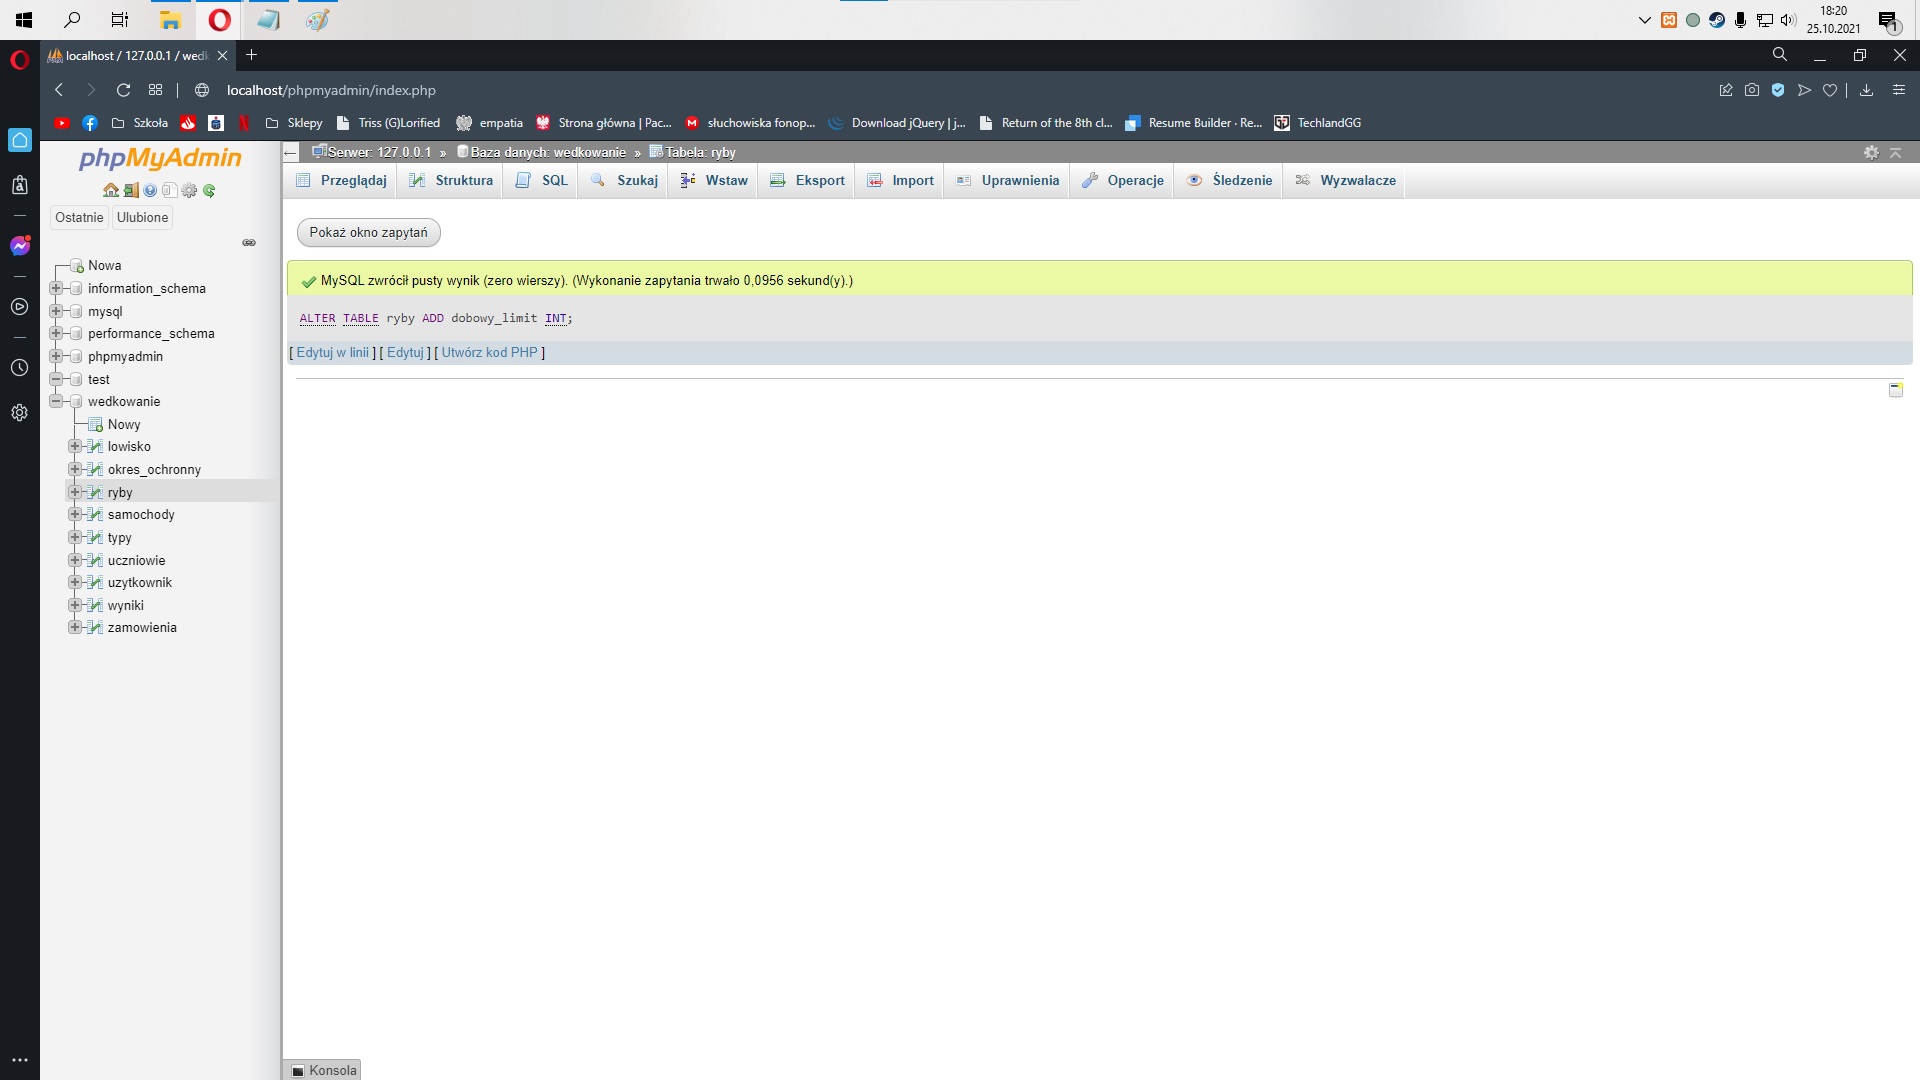 18:20
25.10.2021
1
localhost / 127.0.0.1 / wedk
localhost/phpmyadmin/index.php
Szkoła
Sklepy
Triss (G)Lorified
empatia
Strona główna | Pac...
słuchowiska fonop...
Download jQuery | j...
Return of the 8th cl...
Resume Builder · Re...
TechlandGG
phpMyAdmin
Ostatnie
Ulubione
Nowa
information_schema
mysql
performance_schema
phpmyadmin
test
wedkowanie
Nowy
lowisko
okres_ochronny
ryby
samochody
typy
uczniowie
uzytkownik
wyniki
zamowienia
Serwer: 127.0.0.1 » Baza danych: wedkowanie » Tabela: ryby
Przeglądaj
Struktura
SQL
Szukaj
Wstaw
Eksport
Import
Uprawnienia
Operacje
Śledzenie
Wyzwalacze
Pokaż okno zapytań
MySQL zwrócił pusty wynik (zero wierszy). (Wykonanie zapytania trwało 0,0956 sekund(y).)
ALTER TABLE ryby ADD dobowy_limit INT;
[ Edytuj w linii ] [ Edytuj ] [ Utwórz kod PHP ]
Konsola